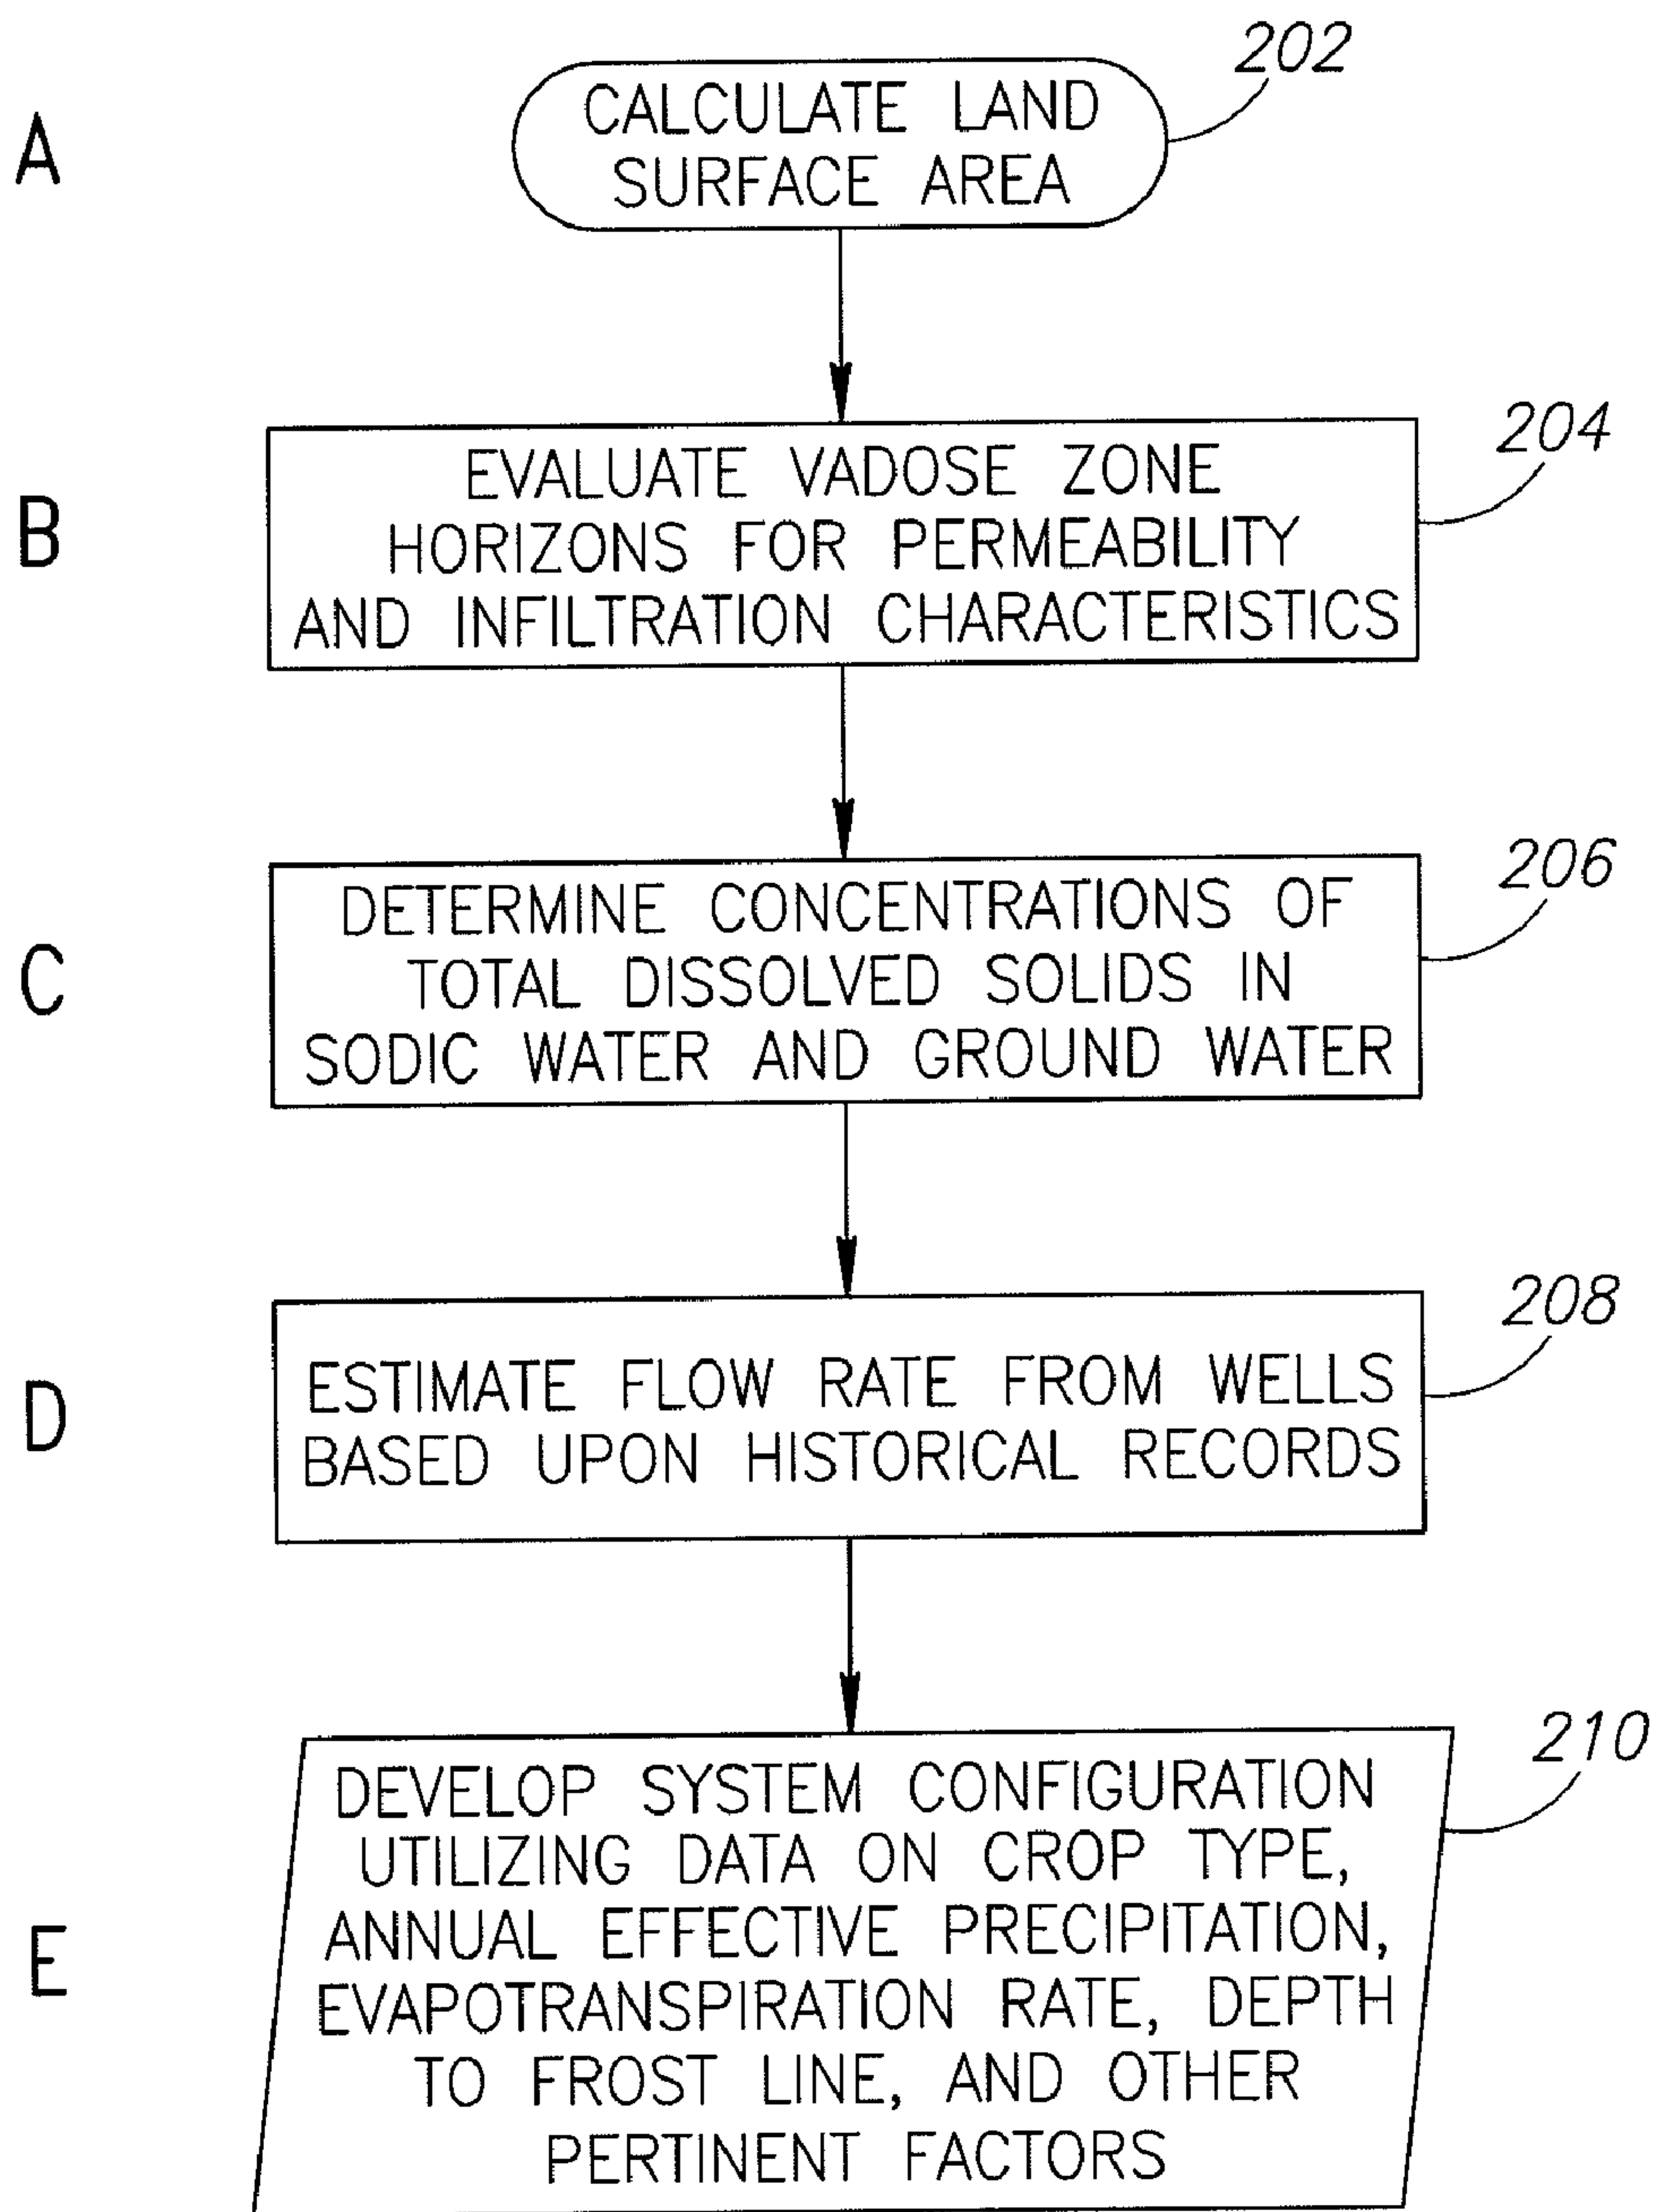 202
A
CALCULATE LAND
SURFACE AREA
204
B
EVALUATE VADOSE ZONE
HORIZONS FOR PERMEABILITY
AND INFILTRATION CHARACTERISTICS
206
C
DETERMINE CONCENTRATIONS OF
TOTAL DISSOLVED SOLIDS IN
SODIC WATER AND GROUND WATER
208
D
ESTIMATE FLOW RATE FROM WELLS
BASED UPON HISTORICAL RECORDS
210
E
DEVELOP SYSTEM CONFIGURATION
UTILIZING DATA ON CROP TYPE,
ANNUAL EFFECTIVE PRECIPITATION,
EVAPOTRANSPIRATION RATE, DEPTH
TO FROST LINE, AND OTHER
PERTINENT FACTORS